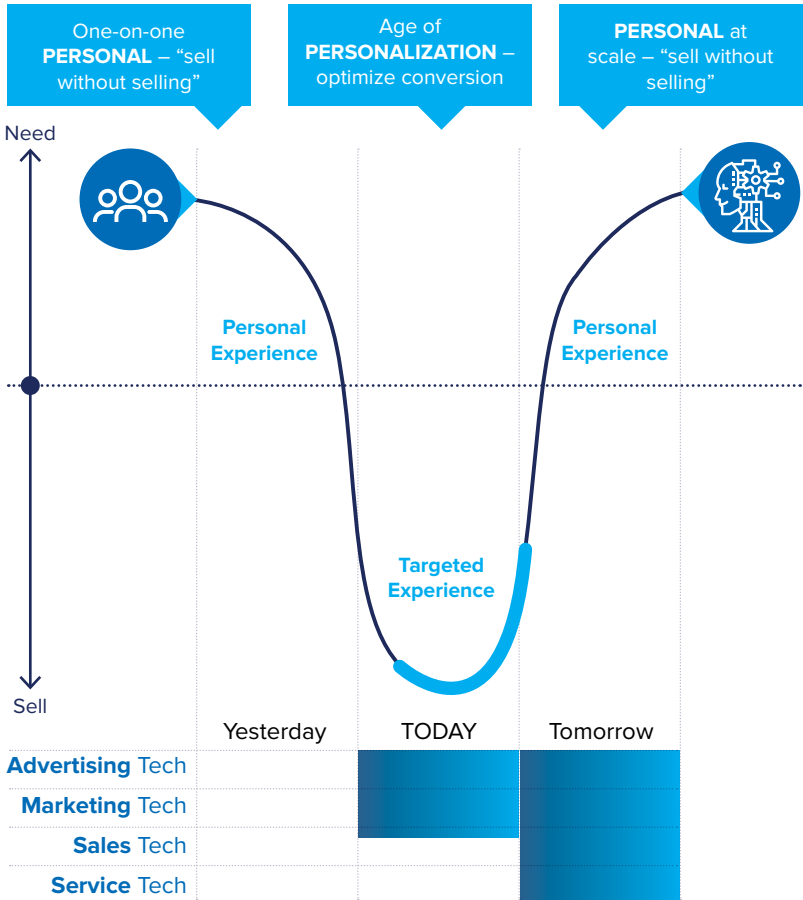 One-on-one
PERSONAL – “sell
without selling”
Age of
PERSONALIZATION –
optimize conversion
PERSONAL at
scale – “sell without
selling”
Need
Personal
Experience
Personal
Experience
Targeted
Experience
Sell
Yesterday
TODAY
Tomorrow
Advertising Tech
Marketing Tech
Sales Tech
Service Tech